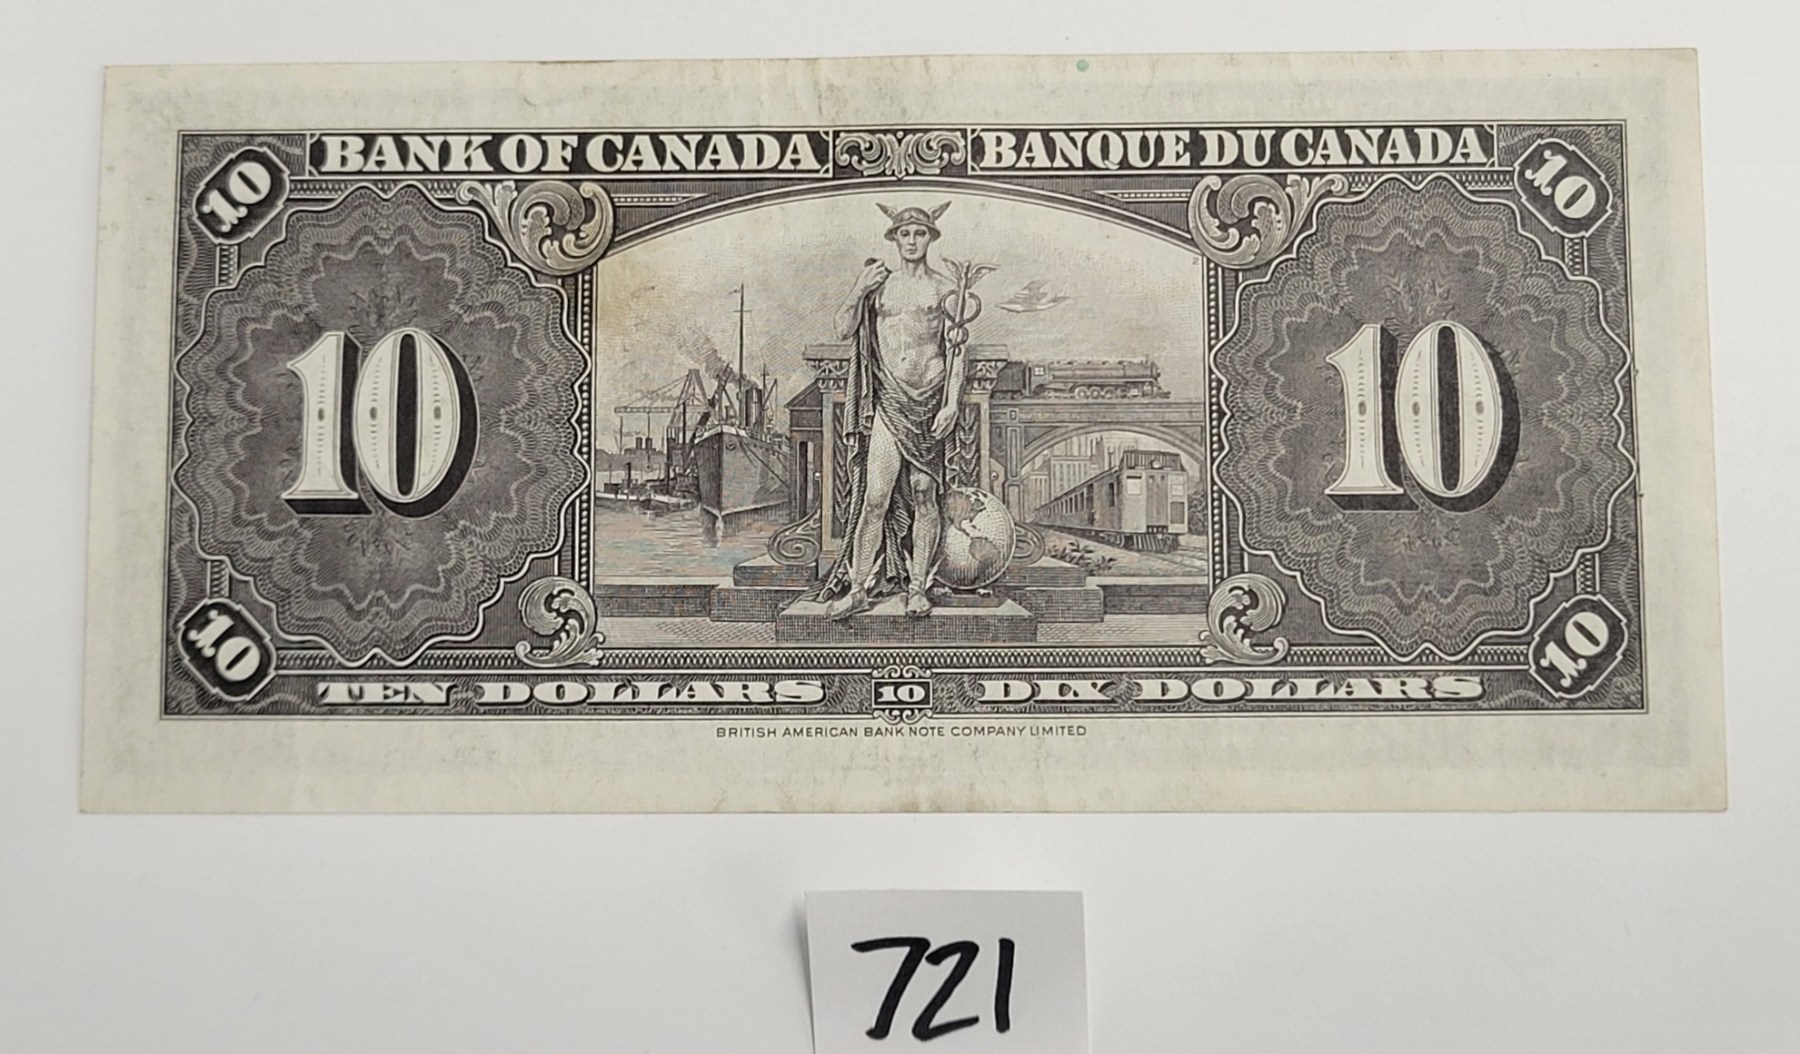 BANK OF CANADA BANQUE DU CANADA
10 10
2
10 10
10 10
TEN DOLLARS 10 DIX DOLLARS
BRITISH AMERICAN BANK NOTE COMPANY LIMITED
721